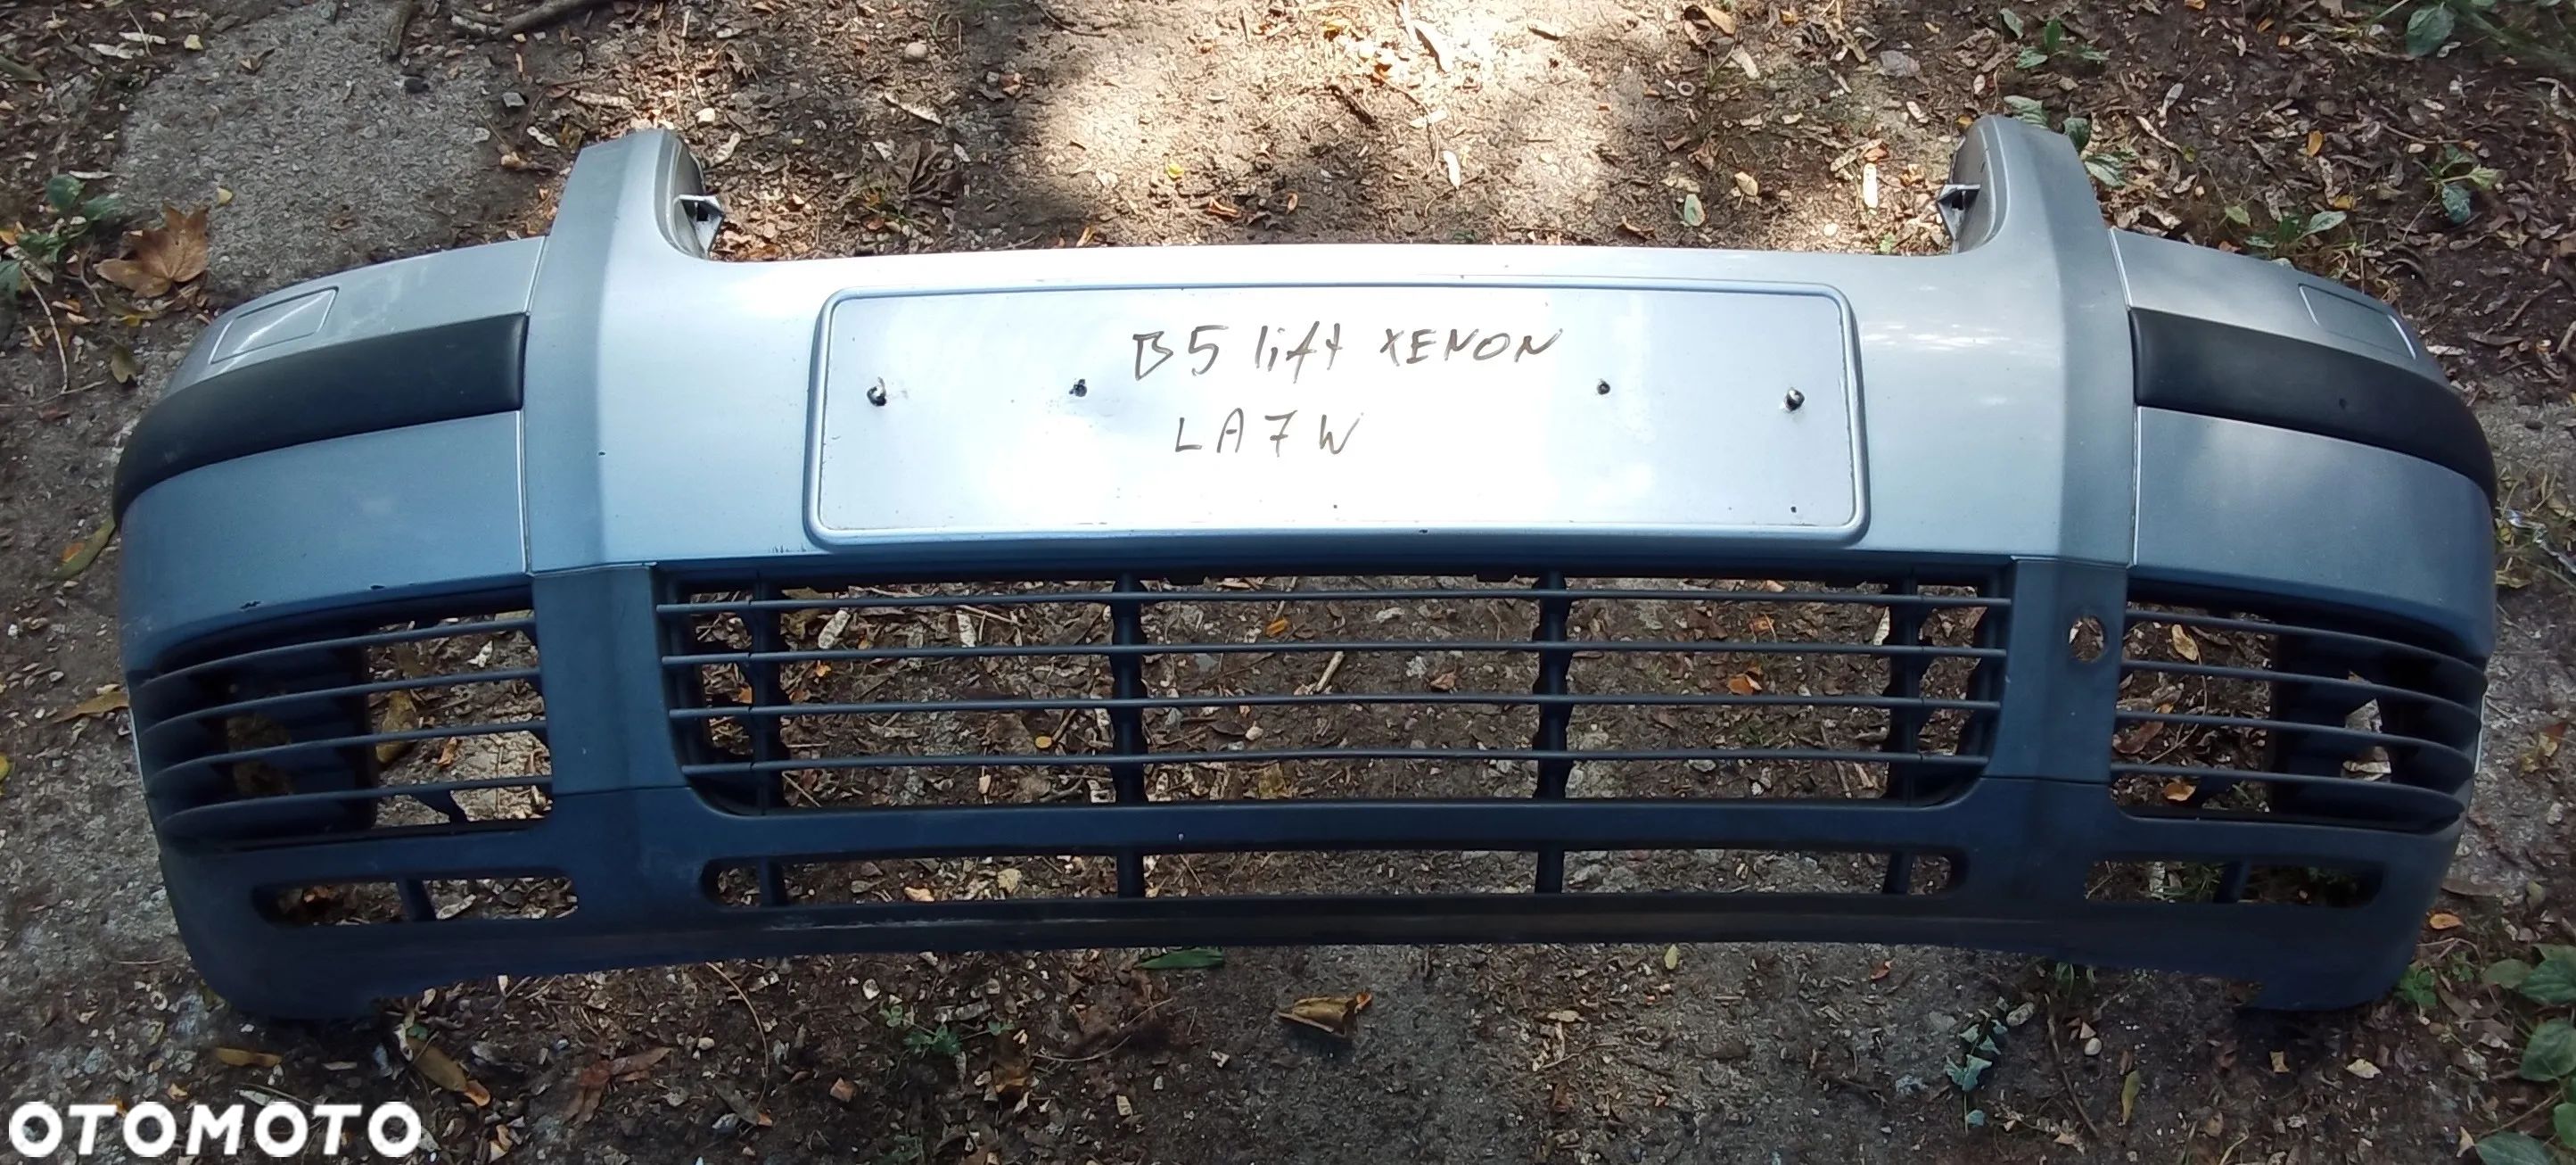 B5 lift XENON
LA7W
OTOMOTO